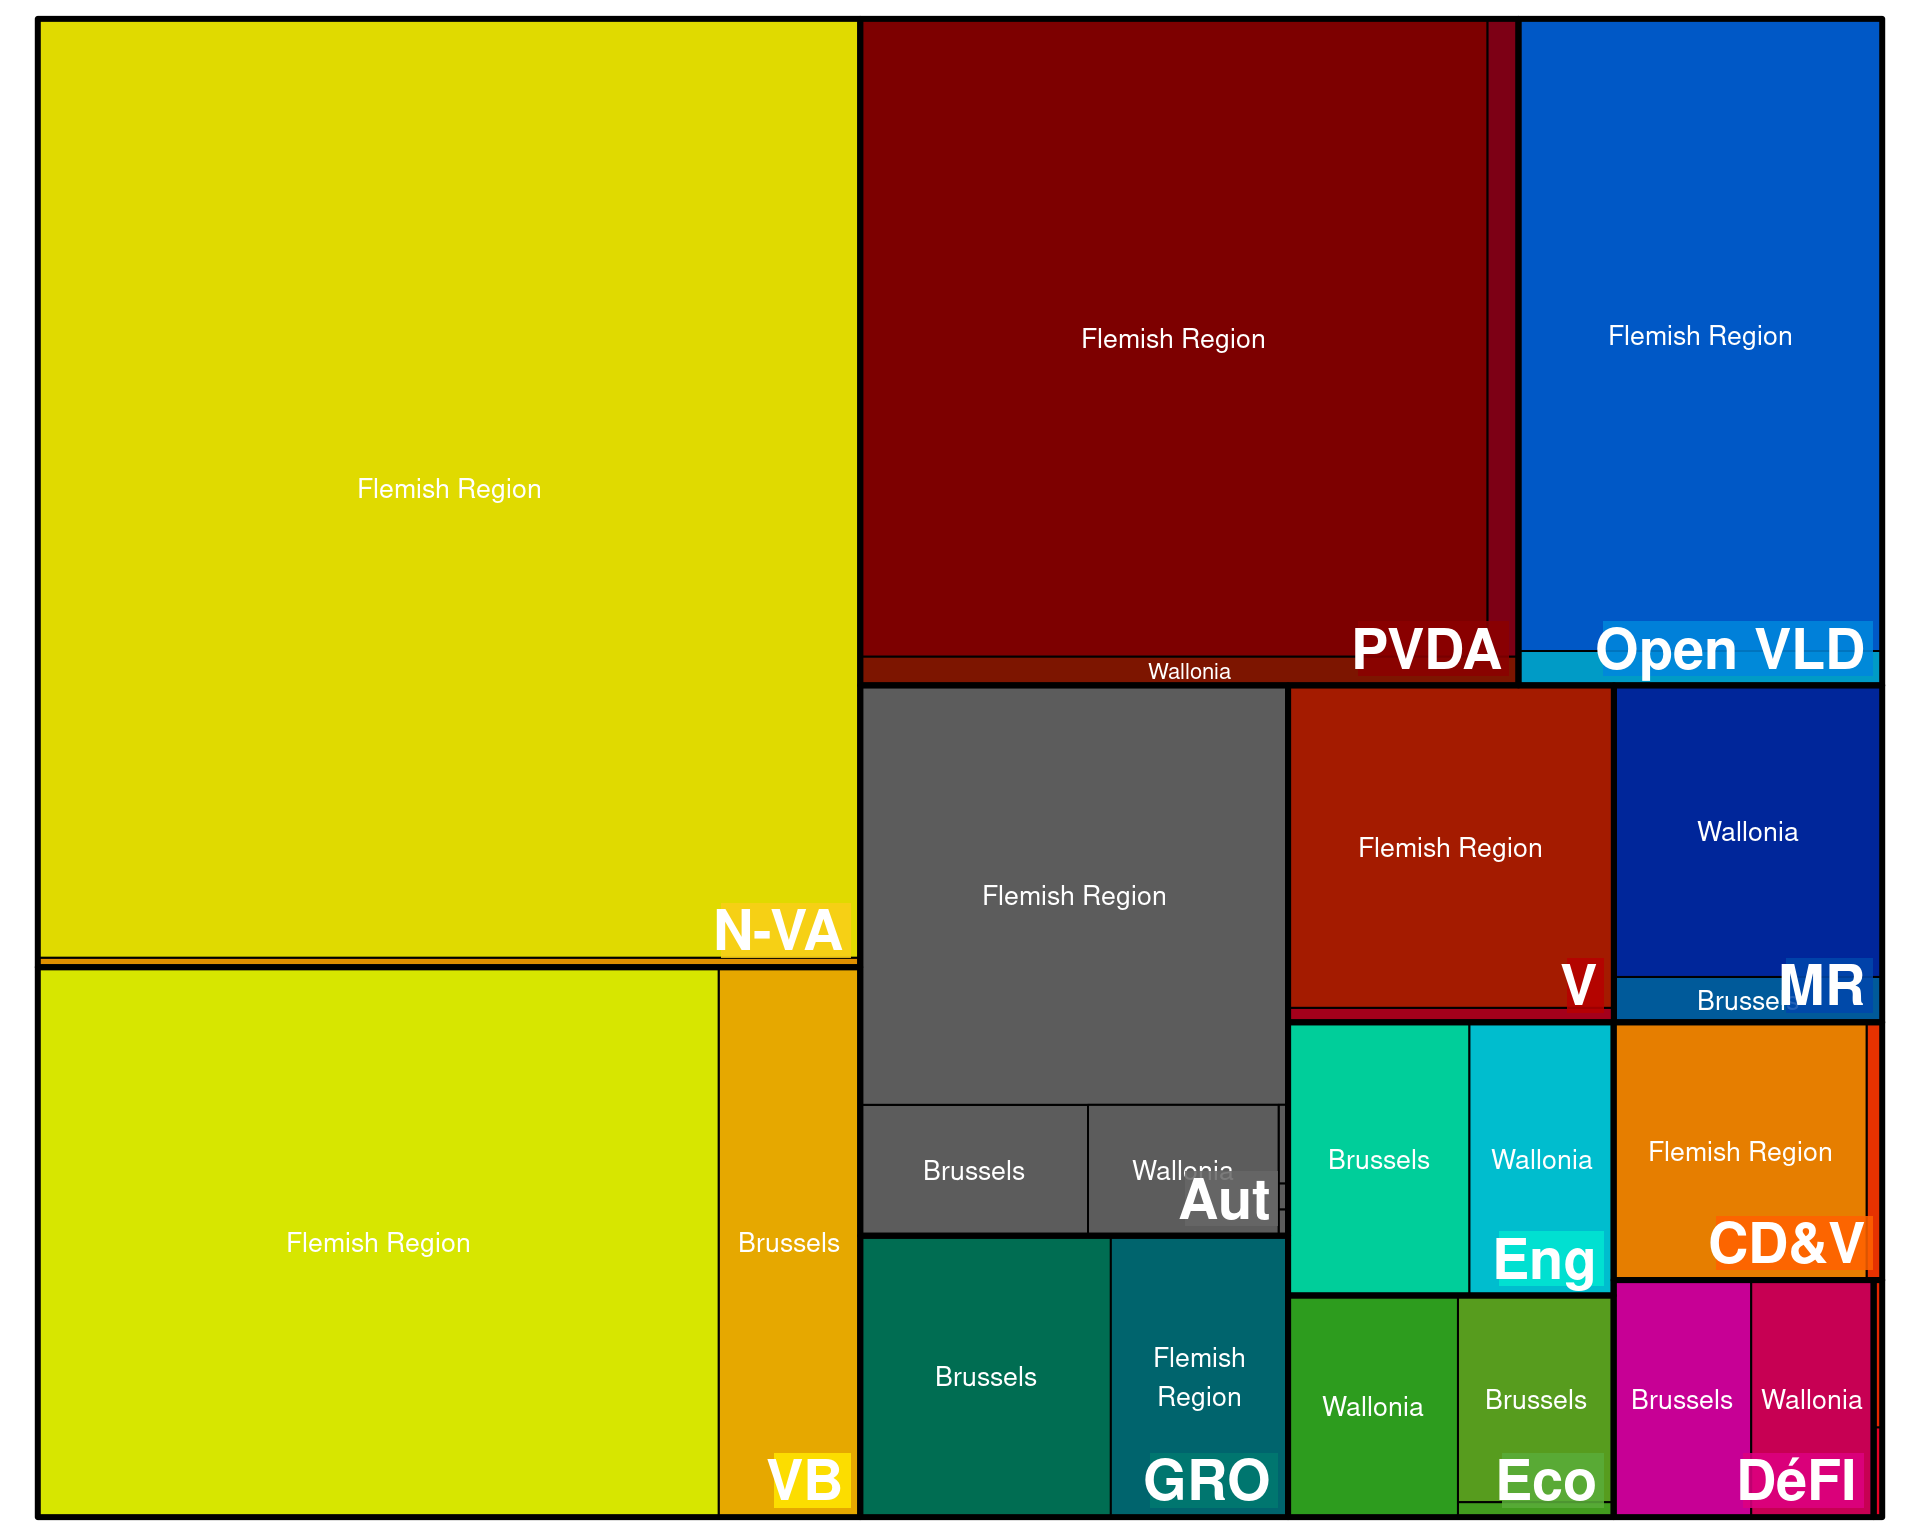 Flemish Region
N-VA
Flemish Region
Brussels
VB
Flemish Region
Wallonia
PVDA
Flemish Region
Open VLD
Flemish Region
Brussels
Wallonia
Aut
Flemish Region
V
Wallonia
Brussels
MR
Brussels
Wallonia
Eng
Flemish Region
CD&V
Brussels
Flemish
Region
GRO
Wallonia
Brussels
Eco
Brussels
Wallonia
DéFI